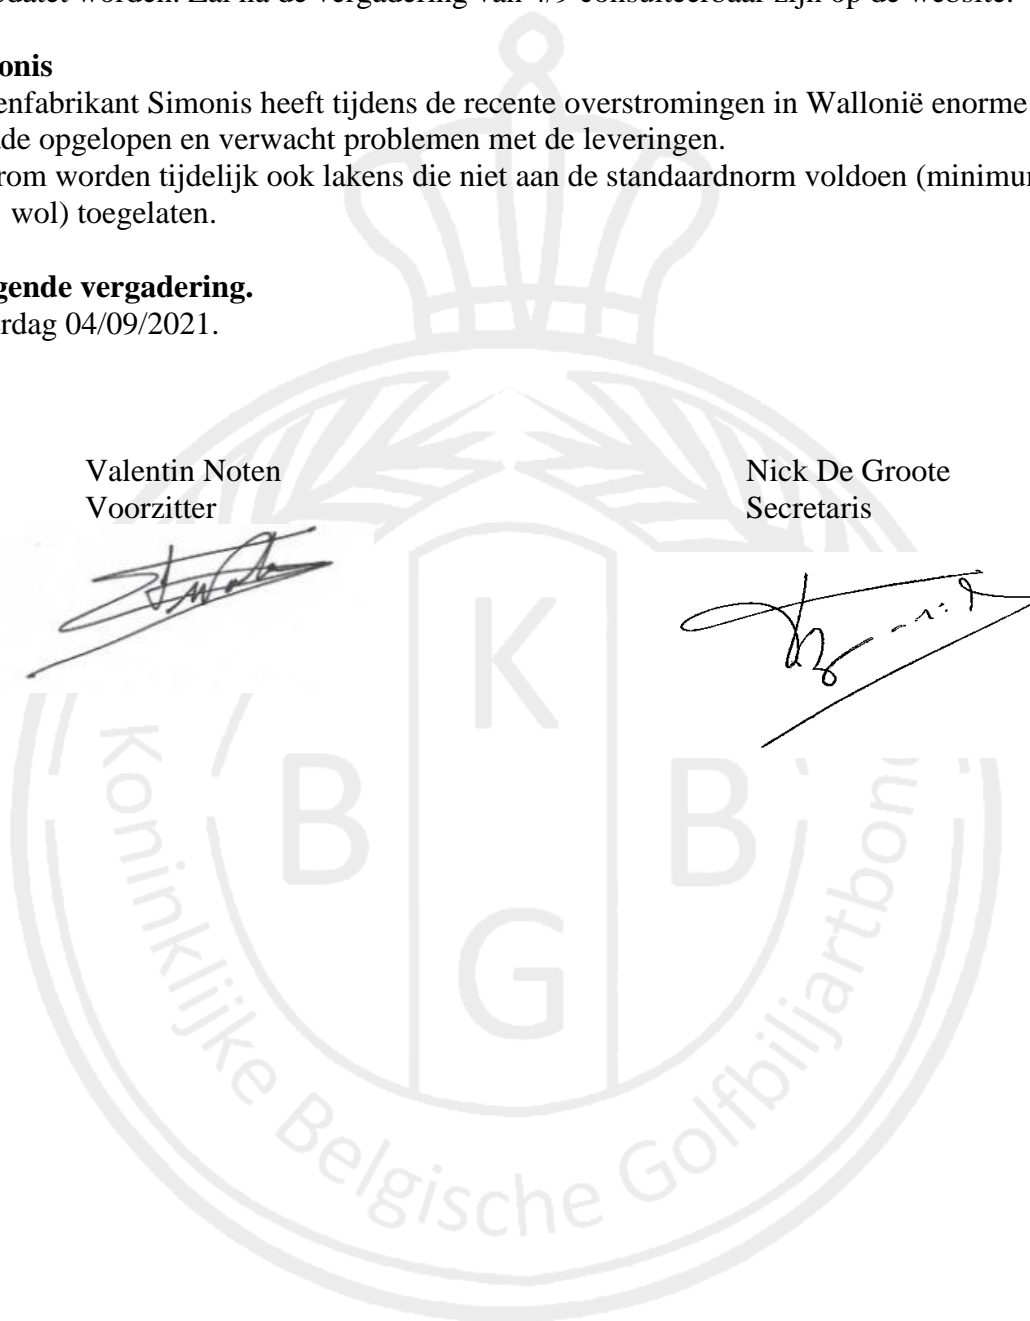 datet worden. Zal na de vergadering van 4/9 consulteerbaar zijn op de website.
onis
enfabrikant Simonis heeft tijdens de recente overstromingen in Wallonië enorme
de opgelopen en verwacht problemen met de leveringen.
rom worden tijdelijk ook lakens die niet aan de standaardnorm voldoen (minimu
wol) toegelaten.
gende vergadering.
rdag 04/09/2021.
Valentin Noten
Nick De Groote
Voorzitter
Secretaris
K
B B
G
Koninklijke Belgische Golfbiljartbond